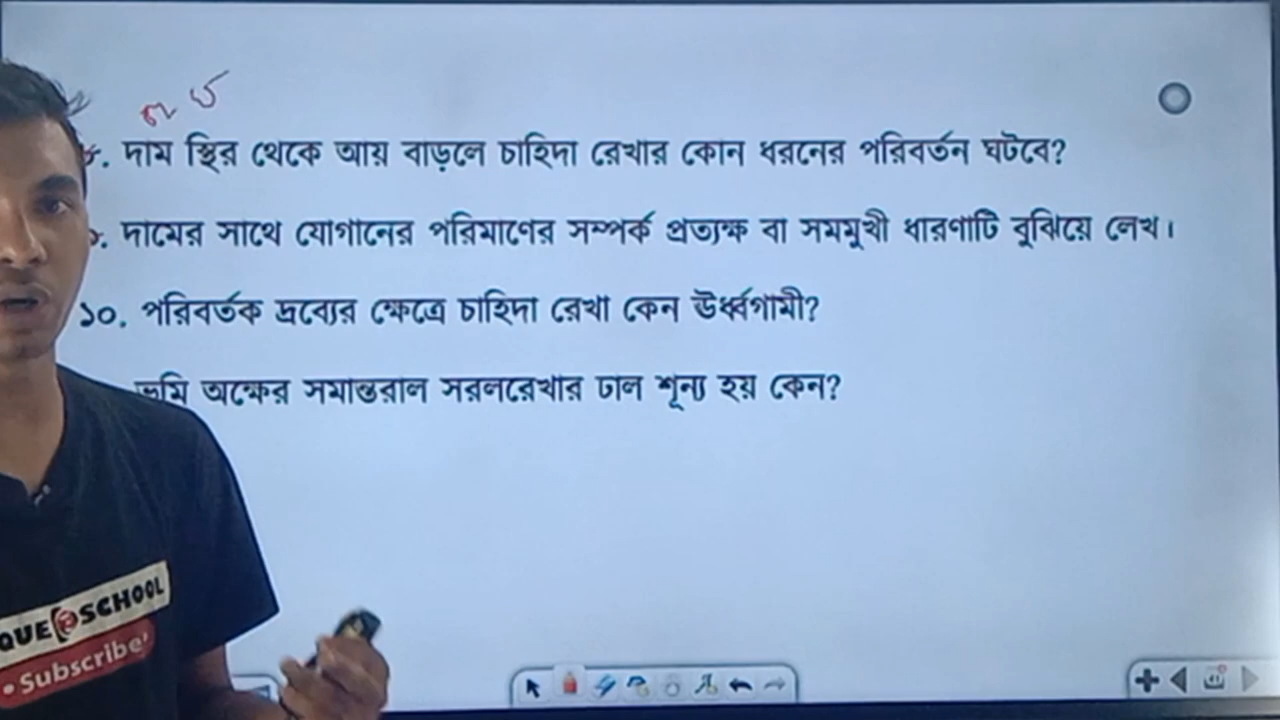 দাম স্থির থেকে আয় বাড়লে চাহিদা রেখার কোন ধরনের পরিবর্তন ঘটবে?
দামের সাথে যোগানের পরিমাণের সম্পর্ক প্রত্যক্ষ বা সমমুখী ধারণাটি বুঝিয়ে লেখ।
১০. পরিবর্তক দ্রব্যের ক্ষেত্রে চাহিদা রেখা কেন ঊর্ধ্বগামী?
ভূমি অক্ষের সমান্তরাল সরলরেখার ঢাল শূন্য হয় কেন?
QUE SCHOOL
• Subscribe